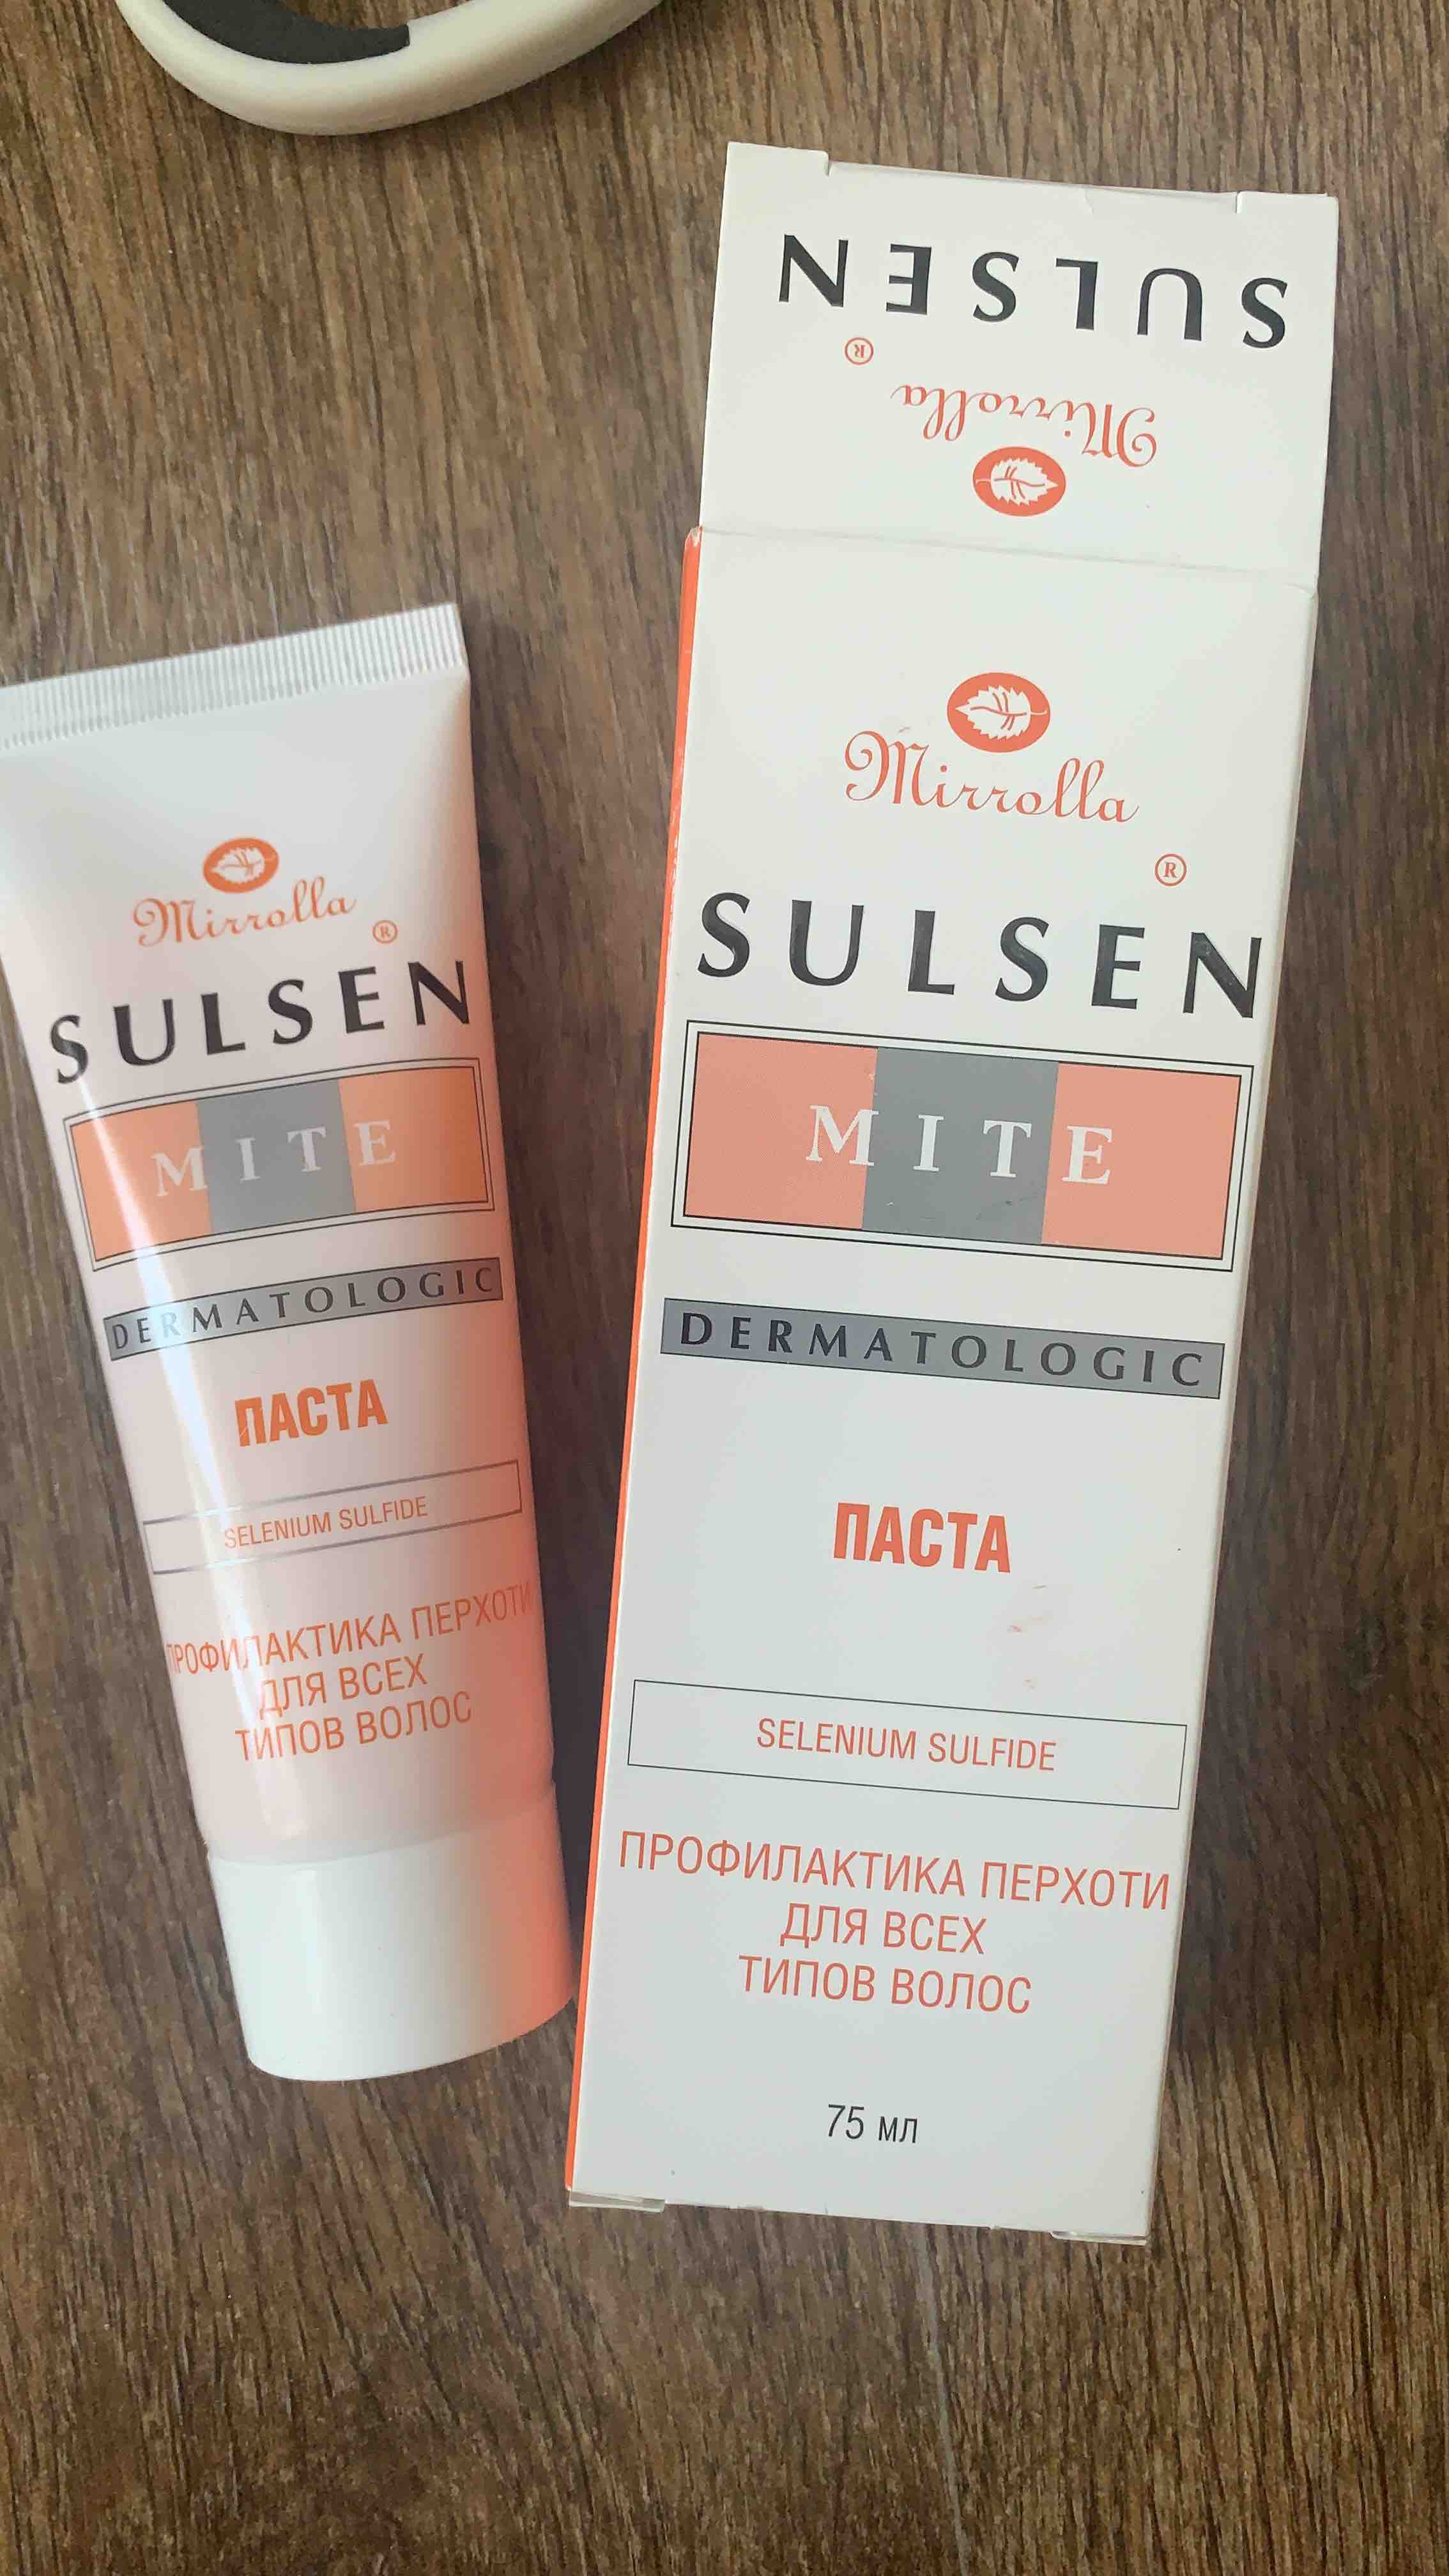 Mirrolla
®
SULSEN
MITE
DERMATOLOGIC
ПАСТА
SELENIUM SULFIDE
ПРОФИЛАКТИКА ПЕРХОТИ
ДЛЯ ВСЕХ
ТИПОВ ВОЛОС
SULSEN
®
Mirrolla
Mirrolla
®
SULSEN
MITE
DERMATOLOGIC
ПАСТА
SELENIUM SULFIDE
ПРОФИЛАКТИКА ПЕРХОТИ
ДЛЯ ВСЕХ
ТИПОВ ВОЛОС
75 мл